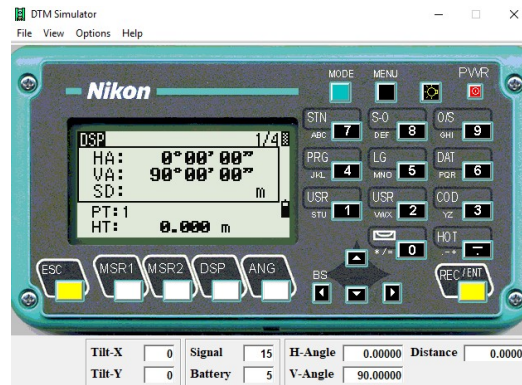 DTM Simulator
File View Options Help
Nikon
MODE MENU PWR
DSP 1/4
HA: 0°00'00"
VA: 90°00'00"
SD: m
PT:1
HT: 0.000 m
STN ABC 7
S-O DEF 8
O/S GHI 9
PRG JKL 4
LG MNO 5
DAT PQR 6
USR STU 1
USR VWX 2
COD YZ 3
*/= 0
HOT .-+
ESC MSR1 MSR2 DSP ANG BS REC/ENT
Tilt-X 0 Signal 15 H-Angle 0.00000 Distance 0.0000
Tilt-Y 0 Battery 5 V-Angle 90.00000